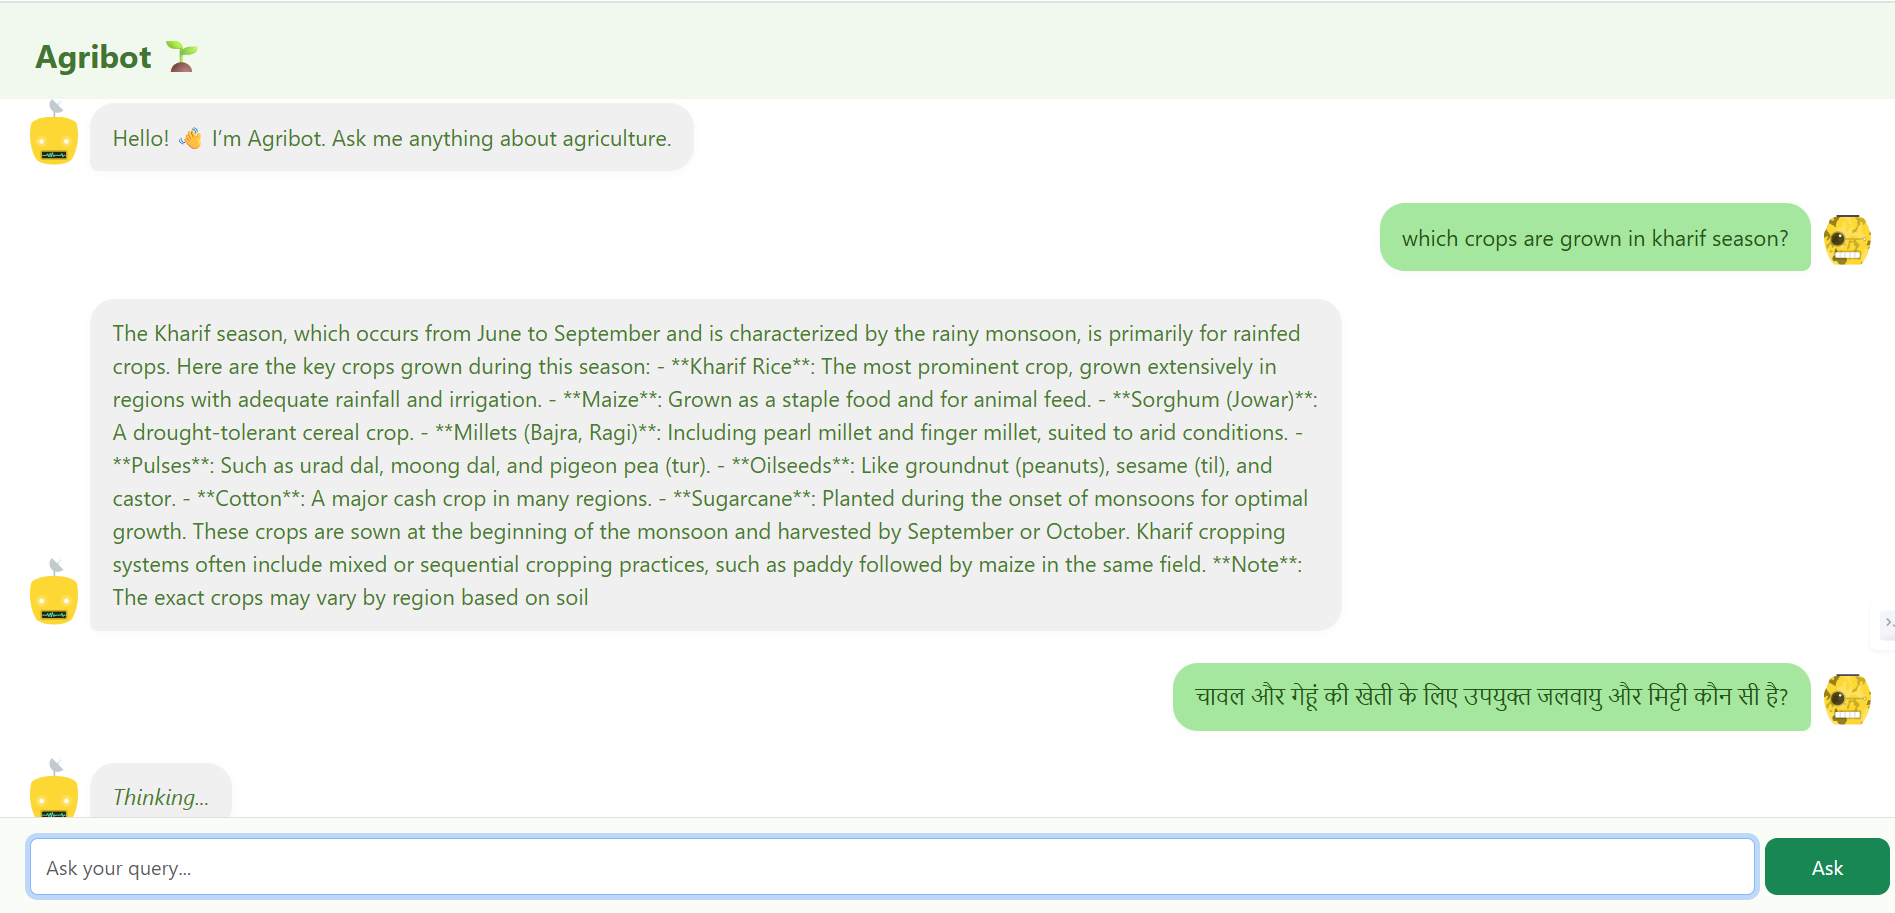 Agribot 🌱
Hello! 👋 I’m Agribot. Ask me anything about agriculture.
which crops are grown in kharif season?
The Kharif season, which occurs from June to September and is characterized by the rainy monsoon, is primarily for rainfed
crops. Here are the key crops grown during this season: - **Kharif Rice**: The most prominent crop, grown extensively in
regions with adequate rainfall and irrigation. - **Maize**: Grown as a staple food and for animal feed. - **Sorghum (Jowar)**:
A drought-tolerant cereal crop. - **Millets (Bajra, Ragi)**: Including pearl millet and finger millet, suited to arid conditions. -
**Pulses**: Such as urad dal, moong dal, and pigeon pea (tur). - **Oilseeds**: Like groundnut (peanuts), sesame (til), and
castor. - **Cotton**: A major cash crop in many regions. - **Sugarcane**: Planted during the onset of monsoons for optimal
growth. These crops are sown at the beginning of the monsoon and harvested by September or October. Kharif cropping
systems often include mixed or sequential cropping practices, such as paddy followed by maize in the same field. **Note**:
The exact crops may vary by region based on soil
चावल और गेहूं की खेती के लिए उपयुक्त जलवायु और मिट्टी कौन सी है?
Thinking...
Ask your query...
Ask